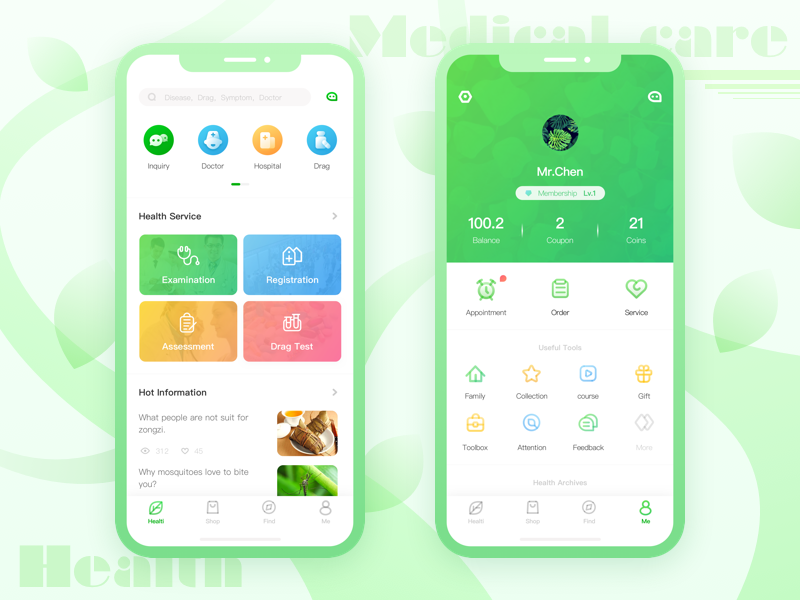 Medical care
Disease, Drag, Symptom, Doctor
Inquiry
Doctor
Hospital
Drag
Health Service
Examination
Registration
Assessment
Drag Test
Hot Information
What people are not suit for
zongzi.
312
45
Why mosquitoes love to bite
you?
Healtl
Shop
Find
Me
Mr.Chen
Membership Lv.1
100.2
2
21
Balance
Coupon
Coins
Appointment
Order
Service
Useful Tools
Family
Collection
course
Gift
Toolbox
Attention
Feedback
More
Health Archives
Healtl
Shop
Find
Me
Health